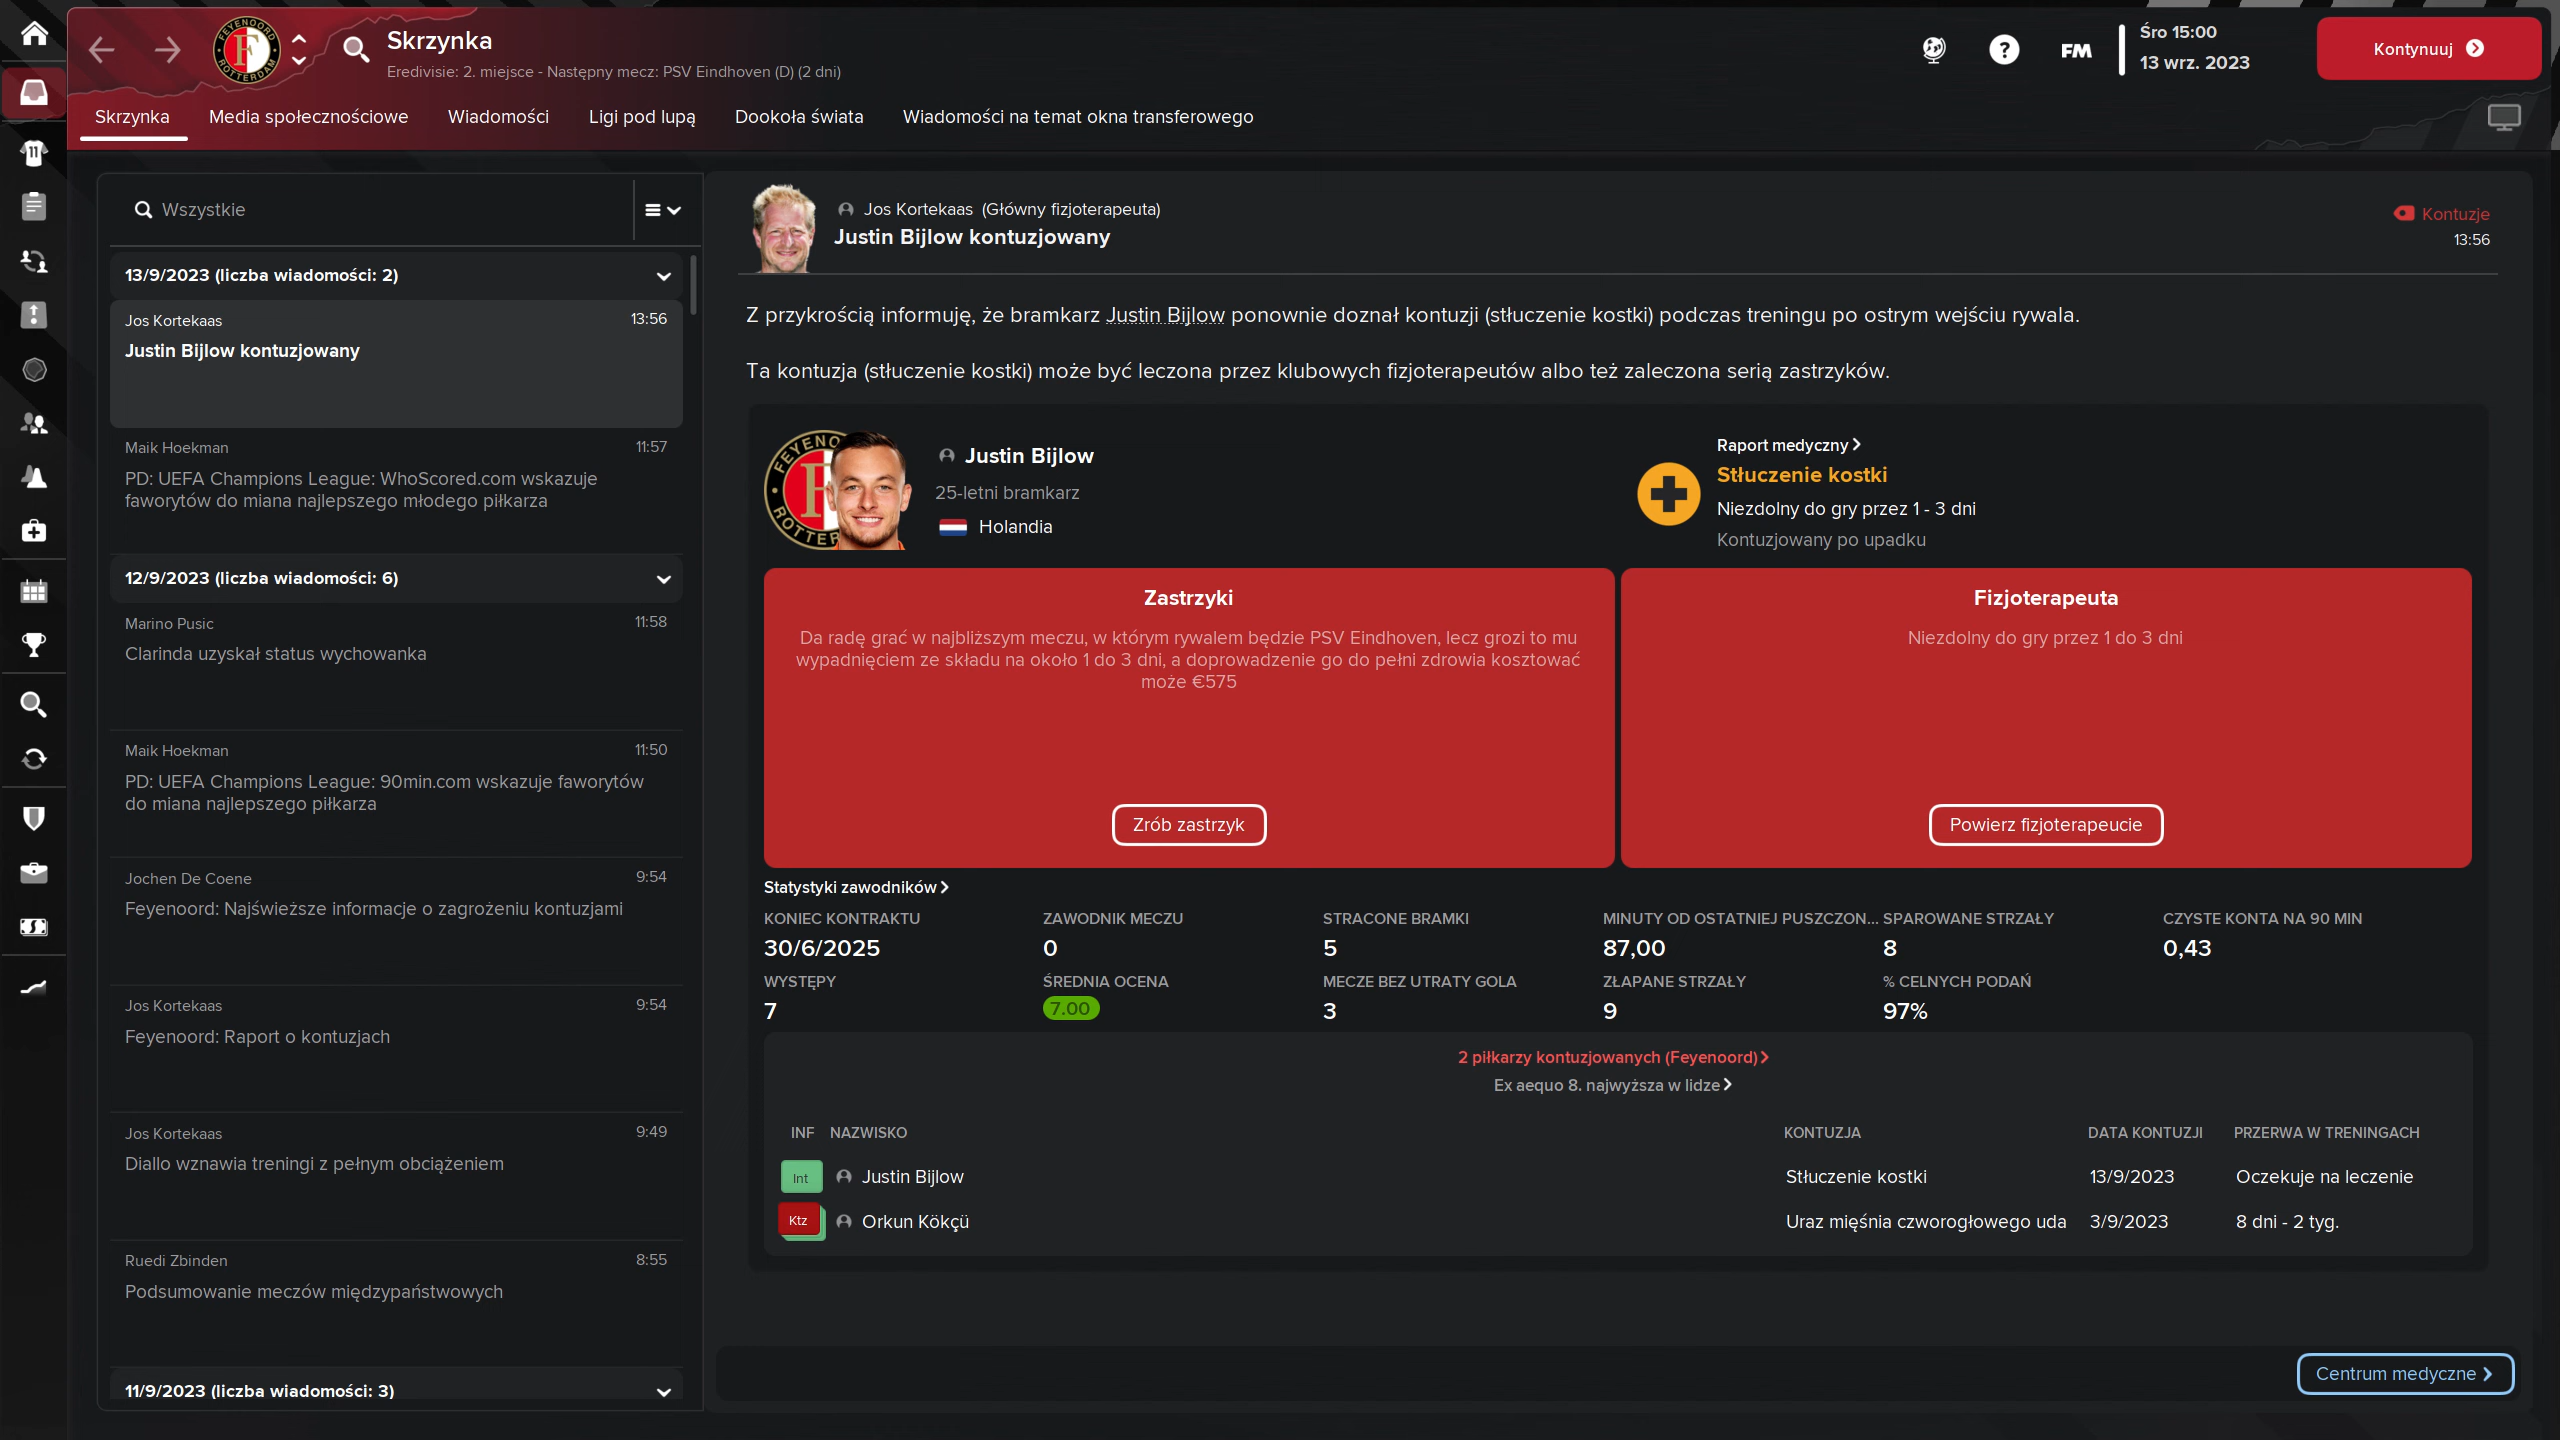 Skrzynka
Eredivisie: 2. miejsce - Następny mecz: PSV Eindhoven (D) (2 dni)
FM
Śro 15:00
13 wrz. 2023
Kontynuuj
Skrzynka
Media społecznościowe
Wiadomości
Ligi pod lupą
Dookoła świata
Wiadomości na temat okna transferowego
Wszystkie
13/9/2023 (liczba wiadomości: 2)
Jos Kortekaas
13:56
Justin Bijlow kontuzjowany
Maik Hoekman
11:57
PD: UEFA Champions League: WhoScored.com wskazuje
faworytów do miana najlepszego młodego piłkarza
12/9/2023 (liczba wiadomości: 6)
Marino Pusic
11:58
Clarinda uzyskał status wychowanka
Maik Hoekman
11:50
PD: UEFA Champions League: 90min.com wskazuje faworytów
do miana najlepszego piłkarza
Jochen De Coene
9:54
Feyenoord: Najświeższe informacje o zagrożeniu kontuzjami
Jos Kortekaas
9:54
Feyenoord: Raport o kontuzjach
Jos Kortekaas
9:49
Diallo wznawia treningi z pełnym obciążeniem
Ruedi Zbinden
8:55
Podsumowanie meczów międzypaństwowych
11/9/2023 (liczba wiadomości: 3)
Jos Kortekaas (Główny fizjoterapeuta)
Justin Bijlow kontuzjowany
Kontuzje
13:56
Z przykrością informuję, że bramkarz Justin Bijlow ponownie doznał kontuzji (stłuczenie kostki) podczas treningu po ostrym wejściu rywala.
Ta kontuzja (stłuczenie kostki) może być leczona przez klubowych fizjoterapeutów albo też zaleczona serią zastrzyków.
Justin Bijlow
25-letni bramkarz
Holandia
Raport medyczny
Stłuczenie kostki
Niezdolny do gry przez 1 - 3 dni
Kontuzjowany po upadku
Zastrzyki
Da radę grać w najbliższym meczu, w którym rywalem będzie PSV Eindhoven, lecz grozi to mu
wypadnięciem ze składu na około 1 do 3 dni, a doprowadzenie go do pełni zdrowia kosztować
może €575
Zrób zastrzyk
Fizjoterapeuta
Niezdolny do gry przez 1 do 3 dni
Powierz fizjoterapeucie
Statystyki zawodników
KONIEC KONTRAKTU
ZAWODNIK MECZU
STRACONE BRAMKI
MINUTY OD OSTATNIEJ PUSZCZON...
SPAROWANE STRZAŁY
CZYSTE KONTA NA 90 MIN
30/6/2025
0
5
87,00
8
0,43
WYSTĘPY
ŚREDNIA OCENA
MECZE BEZ UTRATY GOLA
ZŁAPANE STRZAŁY
% CELNYCH PODAŃ
7
7.00
3
9
97%
2 piłkarzy kontuzjowanych (Feyenoord)
Ex aequo 8. najwyższa w lidze
INF
NAZWISKO
KONTUZJA
DATA KONTUZJI
PRZERWA W TRENINGACH
Int
Justin Bijlow
Stłuczenie kostki
13/9/2023
Oczekuje na leczenie
Ktz
Orkun Kökçü
Uraz mięśnia czworogłowego uda
3/9/2023
8 dni - 2 tyg.
Centrum medyczne